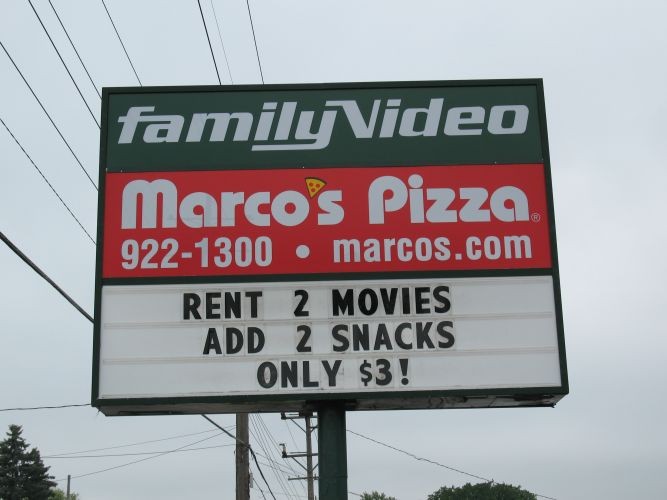 familyVideo
Marco's Pizza®
922-1300 • marcos.com
RENT 2 MOVIES
ADD 2 SNACKS
ONLY $3!